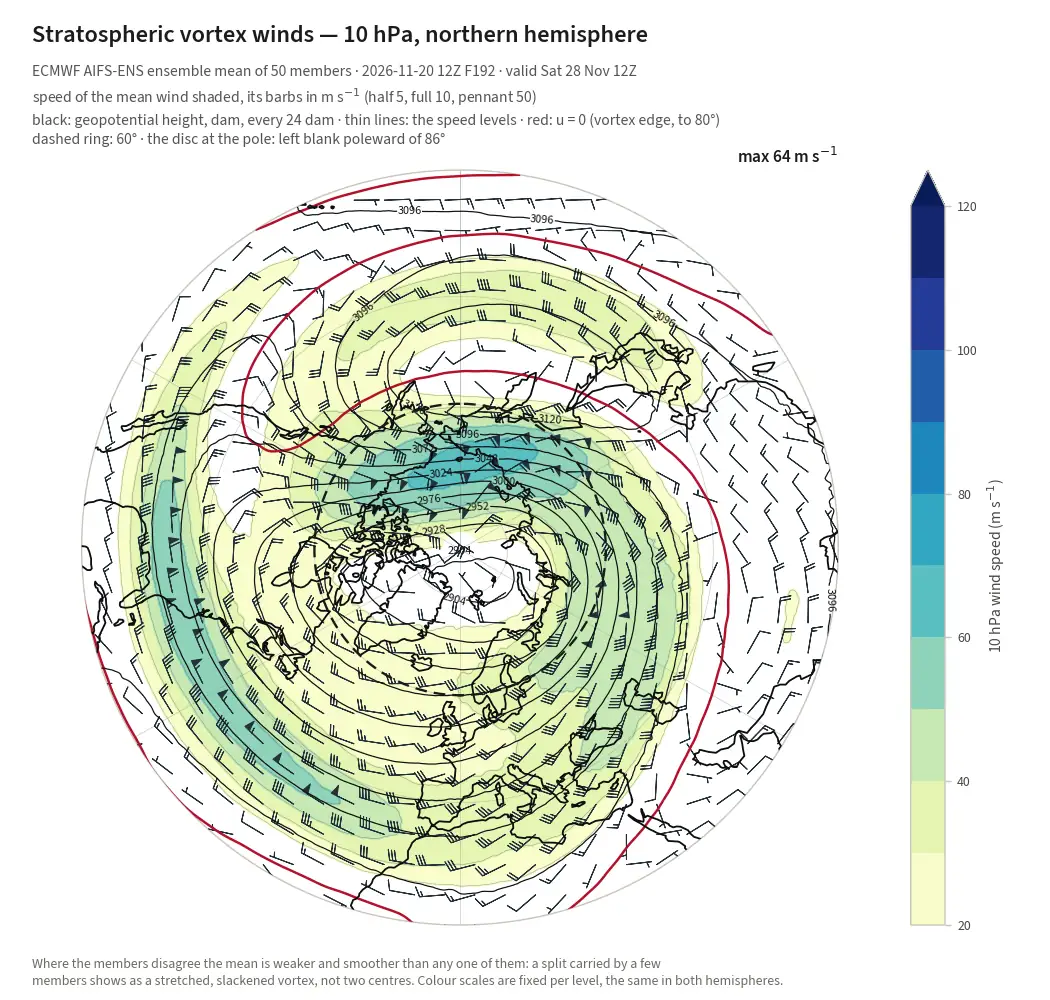 Stratospheric vortex winds — 10 hPa, northern hemisphere
ECMWF AIFS-ENS ensemble mean of 50 members · 2026-11-20 12Z F192 · valid Sat 28 Nov 12Z
speed of the mean wind shaded, its barbs in m s⁻¹ (half 5, full 10, pennant 50)
black: geopotential height, dam, every 24 dam · thin lines: the speed levels · red: u = 0 (vortex edge, to 80°)
dashed ring: 60° · the disc at the pole: left blank poleward of 86°
max 64 m s⁻¹
3096
3096
3096
3096
3120
3096
3048
3024
3000
2976
2952
2928
2904
2904
3096
120
100
80
60
40
20
10 hPa wind speed (m s⁻¹)
Where the members disagree the mean is weaker and smoother than any one of them: a split carried by a few
members shows as a stretched, slackened vortex, not two centres. Colour scales are fixed per level, the same in both hemispheres.